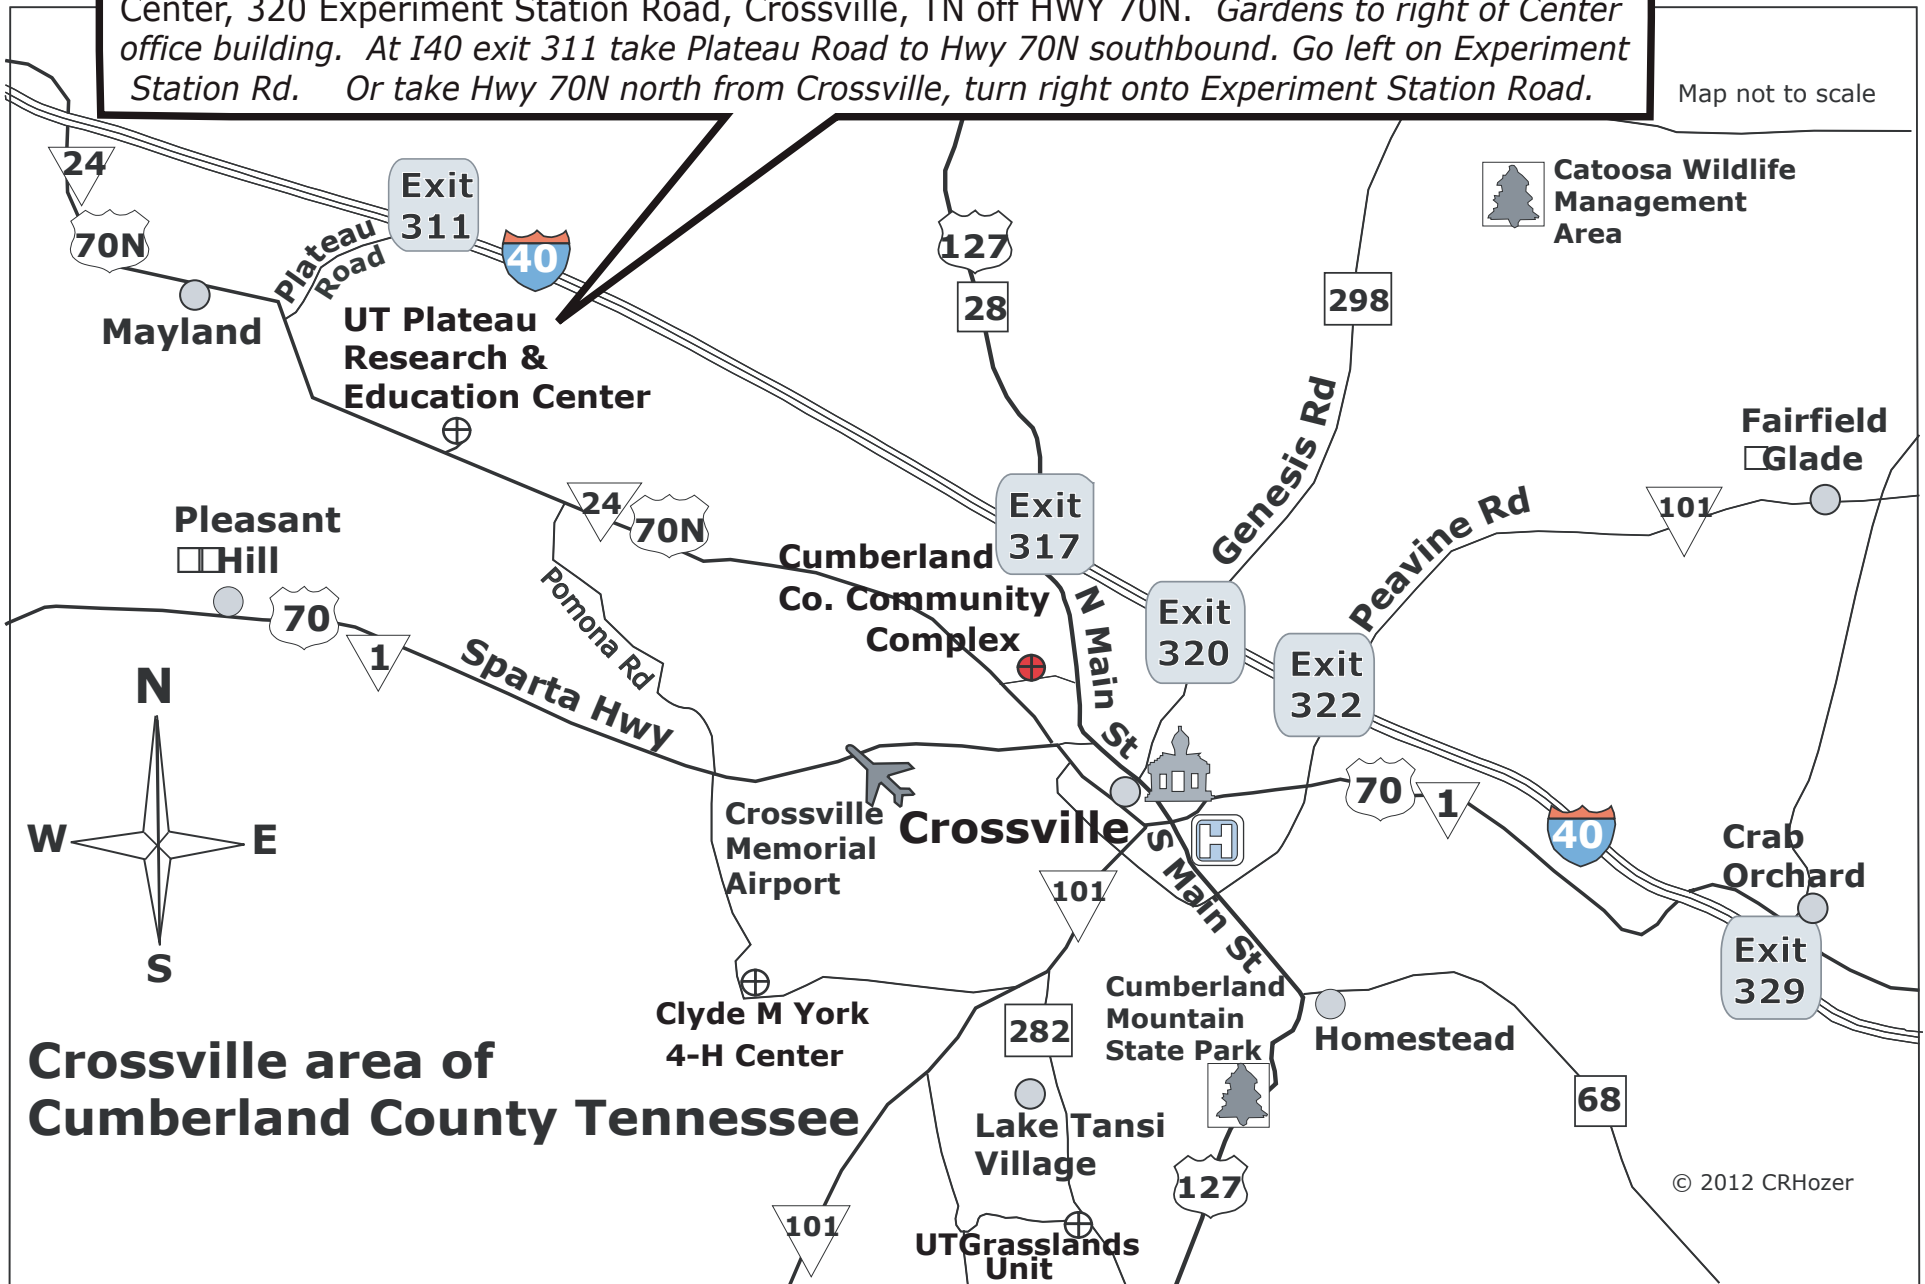 Center, 320 Experiment Station Road, Crossville, TN off HWY 70N. Gardens to right of Center
office building. At I40 exit 311 take Plateau Road to Hwy 70N southbound. Go left on Experiment
Station Rd. Or take Hwy 70N north from Crossville, turn right onto Experiment Station Road.
Map not to scale
24
70N
Mayland
Plateau
Road
Exit
311
40
UT Plateau
Research &
Education Center
127
28
298
Catoosa Wildlife
Management
Area
Genesis Rd
Fairfield
Glade
101
Peavine Rd
Pleasant
Hill
70
1
Sparta Hwy
24
70N
Pomona Rd
Cumberland
Co. Community
Complex
Exit
317
N Main St
Exit
320
Exit
322
N
W
E
S
Crossville
Memorial
Airport
Crossville
H
70
1
40
Crab
Orchard
Exit
329
101
S Main St
Clyde M York
4-H Center
282
Cumberland
Mountain
State Park
Homestead
68
Lake Tansi
Village
127
101
UTGrasslands
Unit
Crossville area of
Cumberland County Tennessee
© 2012 CRHozer